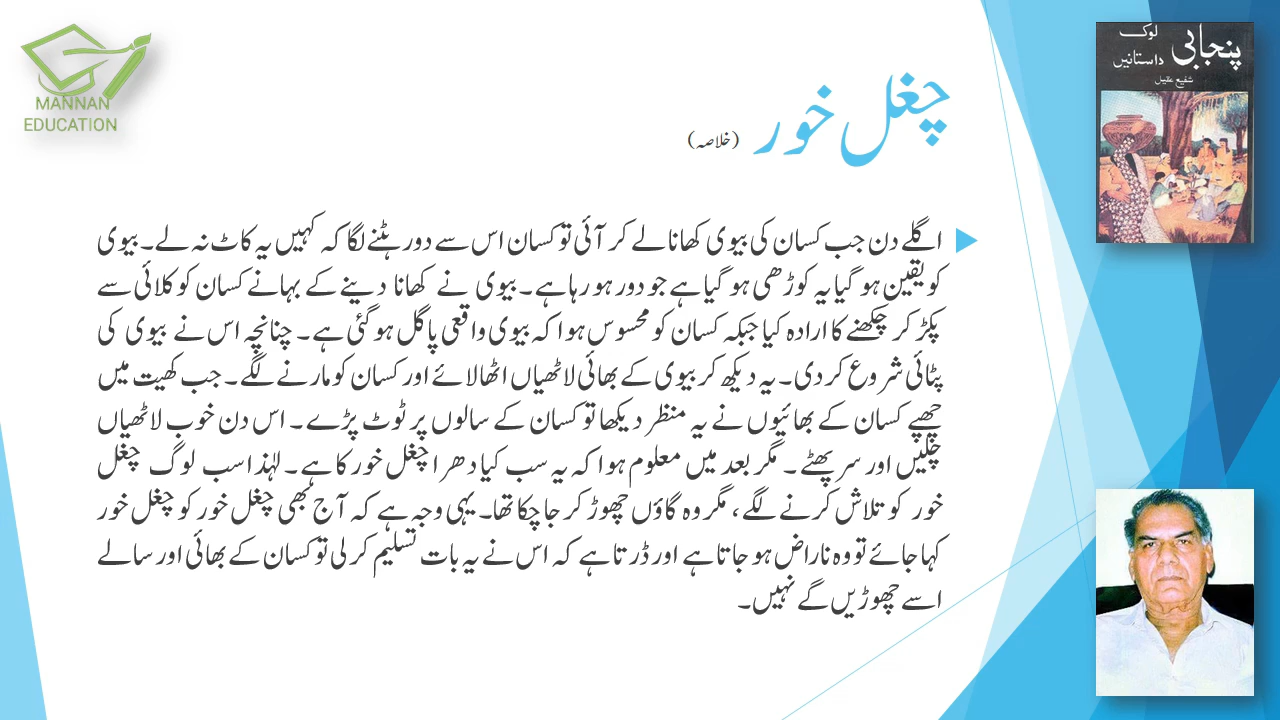 MANNAN
EDUCATION
پنجابی لوک
داستانیں
شفیع عقیل
چغل خور (خلاصہ)
اگلے دن جب کسان کی بیوی کھانا لے کر آئی تو کسان اس سے دور ہٹنے لگا کہ کہیں یہ کاٹ نہ لے۔ بیوی
کو یقین ہو گیا یہ کوڑھی ہو گیا ہے جو دور ہو رہا ہے۔ بیوی نے کھانا دینے کے بہانے کسان کو کلائی سے
پکڑ کر چکھنے کا ارادہ کیا جبکہ کسان کو محسوس ہوا کہ بیوی واقعی پاگل ہو گئی ہے۔ چنانچہ اس نے بیوی کی
پٹائی شروع کر دی۔ یہ دیکھ کر بیوی کے بھائی لاٹھیاں اٹھا لائے اور کسان کو مارنے لگے۔ جب کھیت میں
چھپے کسان کے بھائیوں نے یہ منظر دیکھا تو کسان کے سالوں پر ٹوٹ پڑے۔ اس دن خوب لاٹھیاں
چلیں اور سر پھٹے۔ مگر بعد میں معلوم ہوا کہ یہ سب کیا دھرا چغل خور کا ہے۔ لہٰذا سب لوگ چغل
خور کو تلاش کرنے لگے، مگر وہ گاؤں چھوڑ کر جا چکا تھا۔ یہی وجہ ہے کہ آج بھی چغل خور کو چغل خور
کہا جائے تو وہ ناراض ہو جاتا ہے اور ڈرتا ہے کہ اس نے یہ بات تسلیم کر لی تو کسان کے بھائی اور سالے
اسے چھوڑیں گے نہیں۔